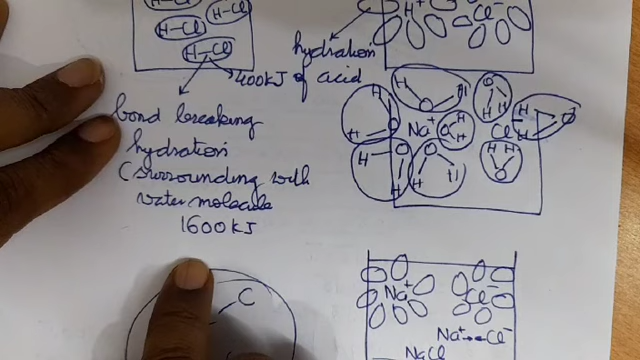 H-Cl
H-Cl
H-Cl
H-Cl
H+ Cl-
hydration
of acid
400KJ
bond breaking
hydration
(surrounding with
water molecule
1600KJ
H O H
H O
Na+
O H H
O H H
Cl-
H H O
H O H
H O H
H H O
C
Na+ Cl-
Na+ Cl-
NaCl